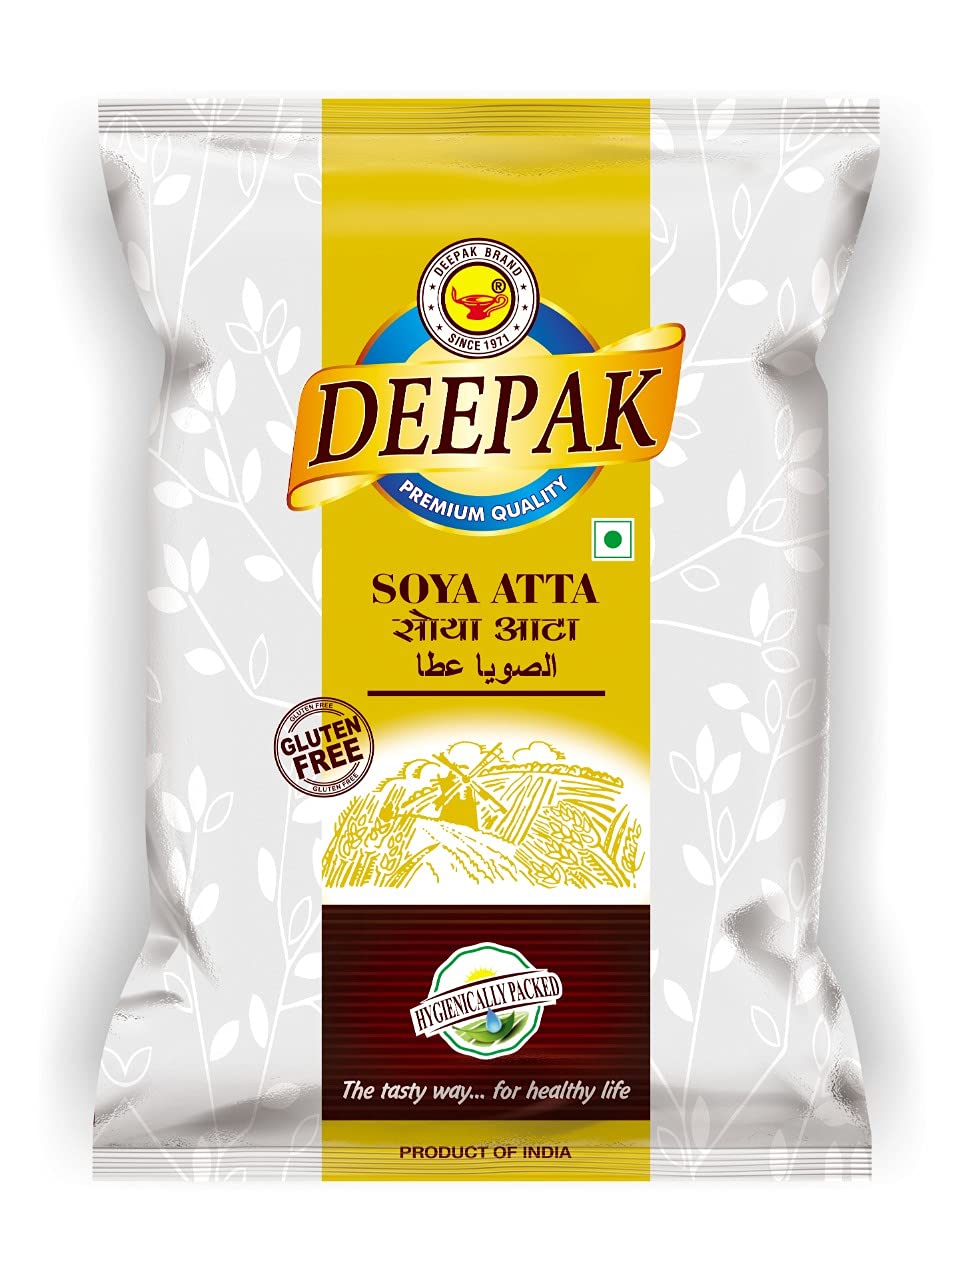 DEEPAK BRAND
®
SINCE 1971
DEEPAK
PREMIUM QUALITY
SOYA ATTA
सोया आटा
الصويا عطا
GLUTEN FREE
GLUTEN
FREE
GLUTEN FREE
HYGIENICALLY PACKED
The tasty way... for healthy life
PRODUCT OF INDIA